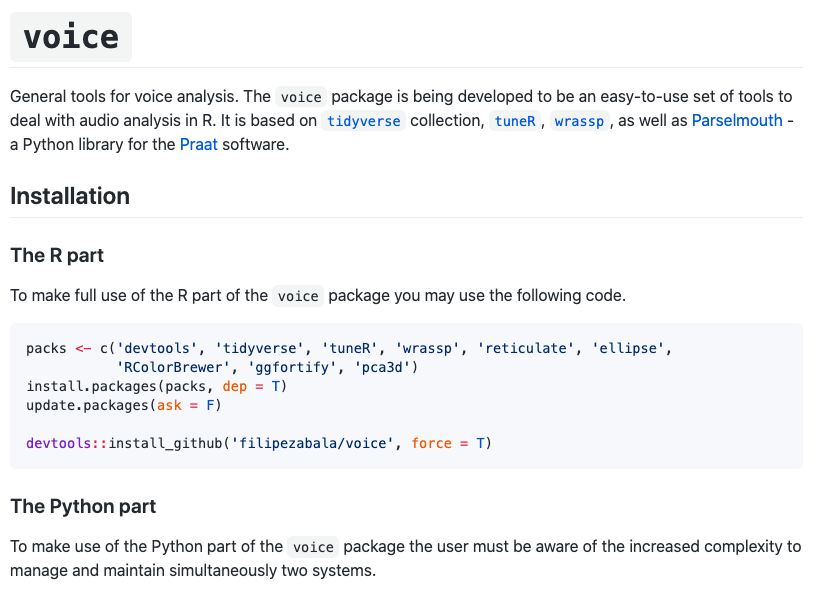 voice
General tools for voice analysis. The voice package is being developed to be an easy-to-use set of tools to
deal with audio analysis in R. It is based on tidyverse collection, tuneR, wrassp, as well as Parselmouth -
a Python library for the Praat software.
Installation
The R part
To make full use of the R part of the voice package you may use the following code.
packs <- c('devtools', 'tidyverse', 'tuneR', 'wrassp', 'reticulate', 'ellipse',
'RColorBrewer', 'ggfortify', 'pca3d')
install.packages(packs, dep = T)
update.packages(ask = F)
devtools::install_github('filipezabala/voice', force = T)
The Python part
To make use of the Python part of the voice package the user must be aware of the increased complexity to
manage and maintain simultaneously two systems.